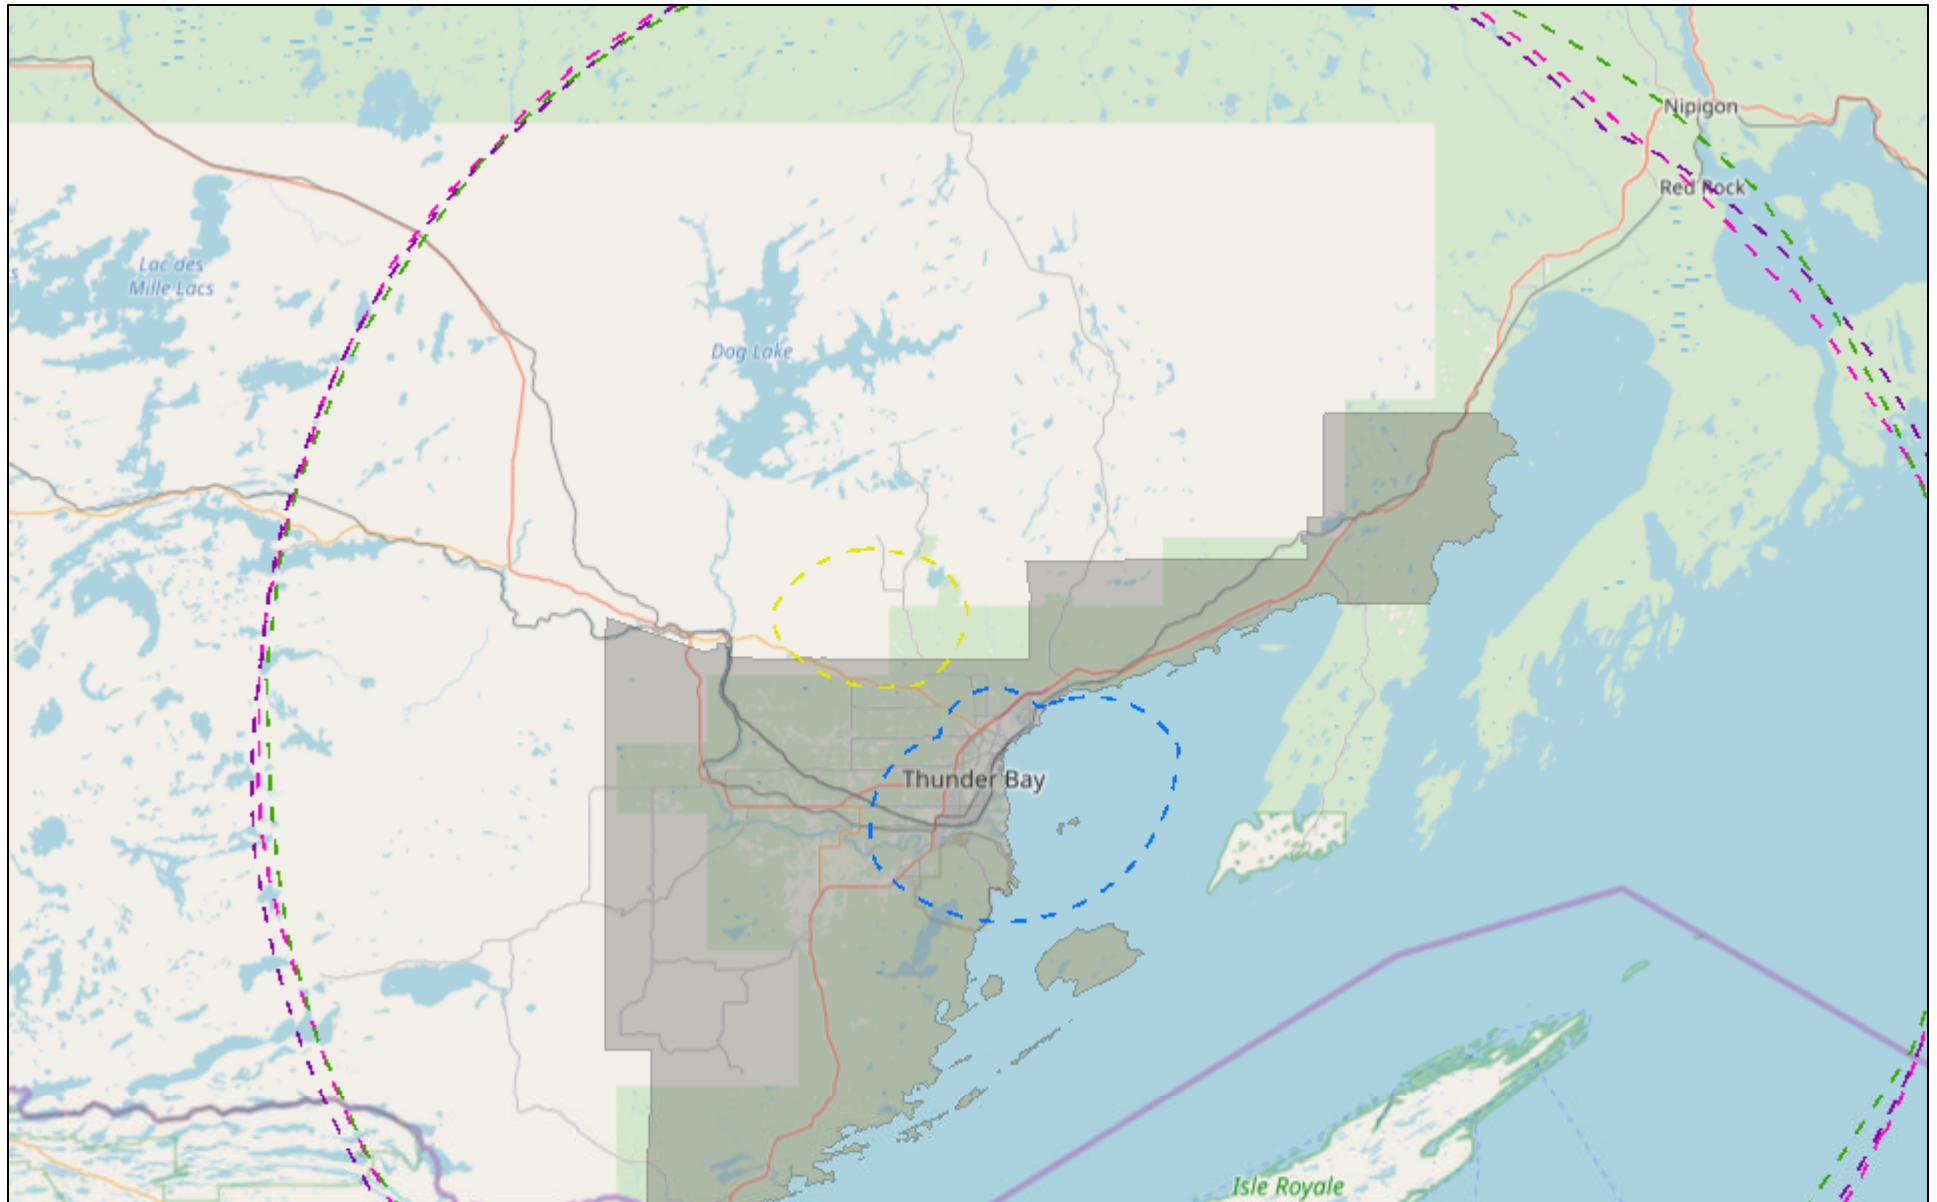 Nipigon
Red Rock
Lac des
Mille Lacs
Dog Lake
Thunder Bay
Isle Royale